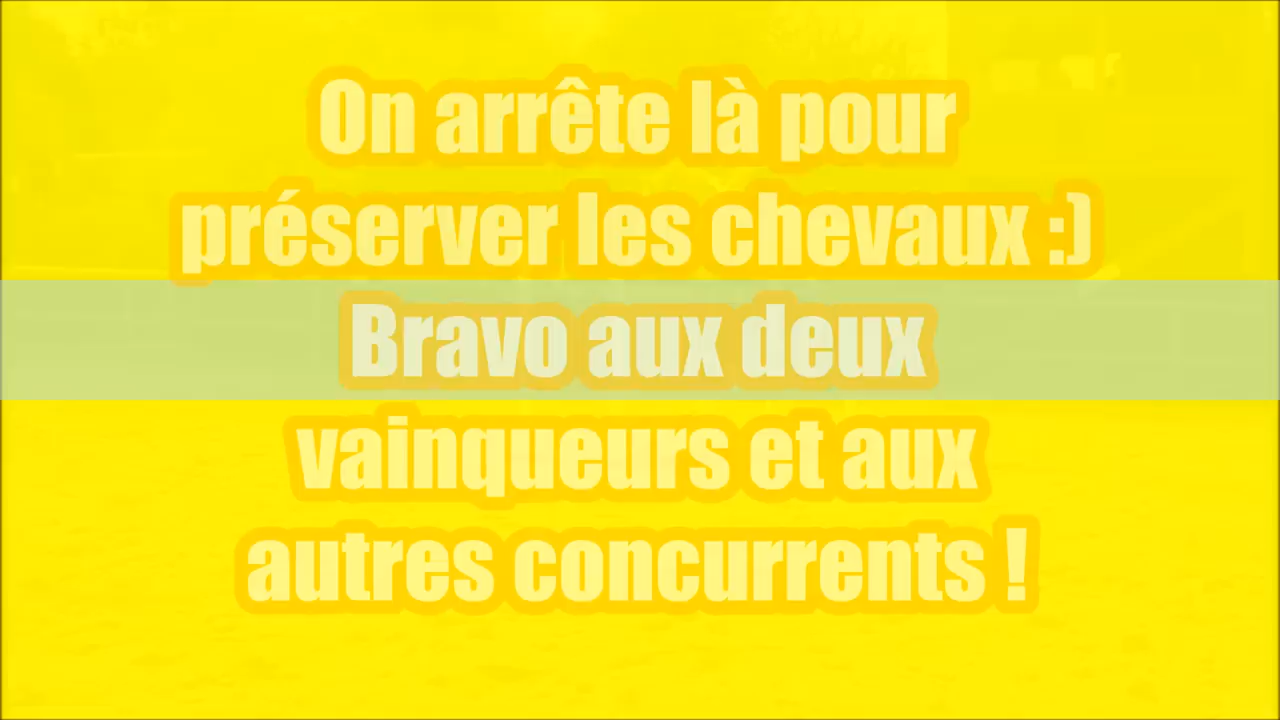 On arrête là pour
préserver les chevaux :)
Bravo aux deux
vainqueurs et aux
autres concurrents !